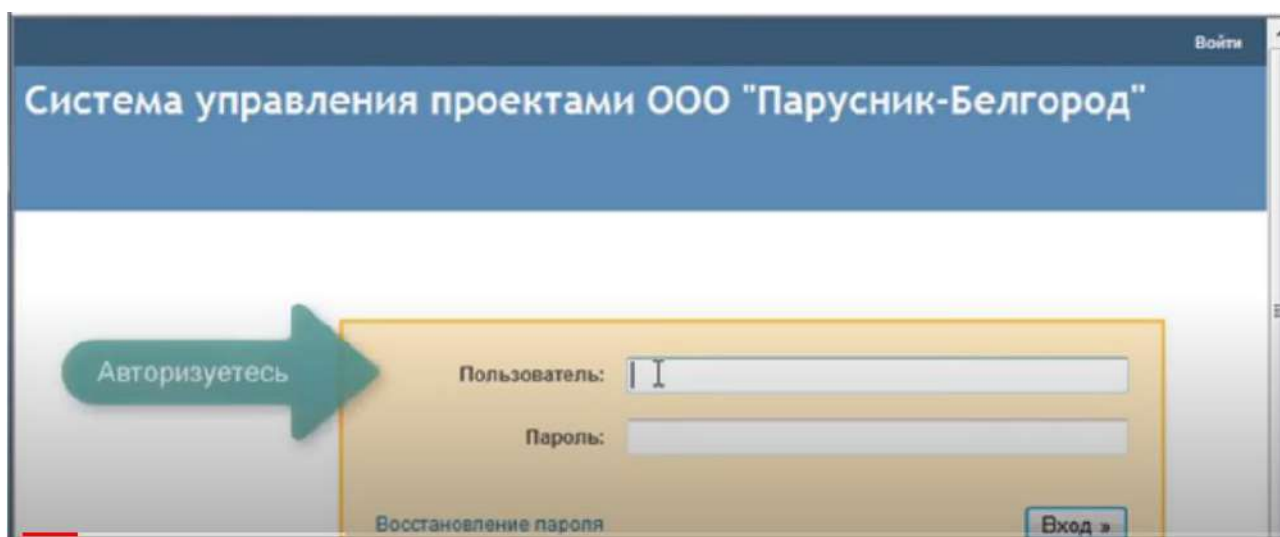 Войти
Система управления проектами ООО "Парусник-Белгород"
Авторизуетесь
Пользователь:
Пароль:
Восстановление пароля
Вход »